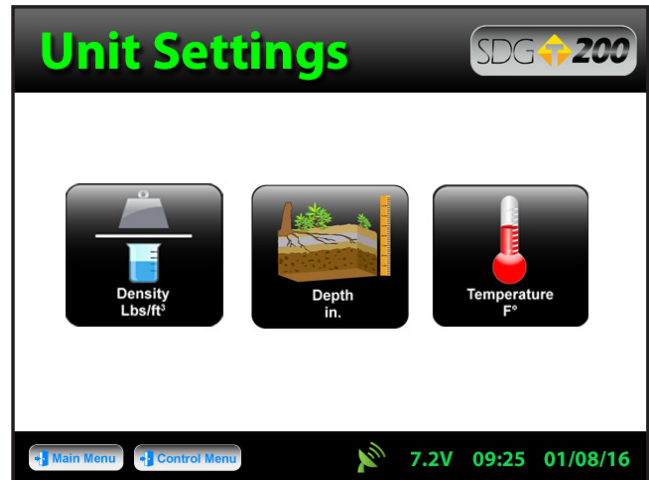 Unit Settings
SDG 200
Density
Lbs/ft³
Depth
in.
Temperature
F°
Main Menu
Control Menu
7.2V 09:25 01/08/16